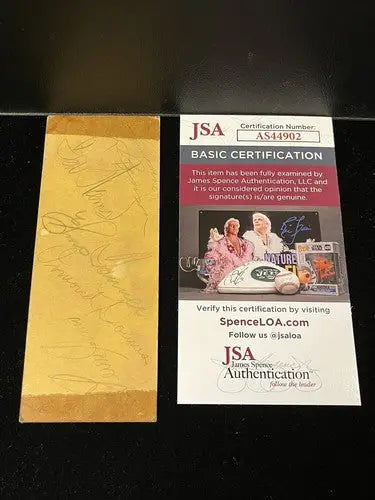 JSA
Certification Number:
AS44902
BASIC CERTIFICATION
This item has been fully examined by
James Spence Authentication, LLC and
it is our considered opinion that the
signature(s) is/are genuine.
NATURE
JETS
Verify this certification by visiting
SpenceLOA.com
Follow us @jsaloa
JSA
James Spence
Authentication
follow the leader